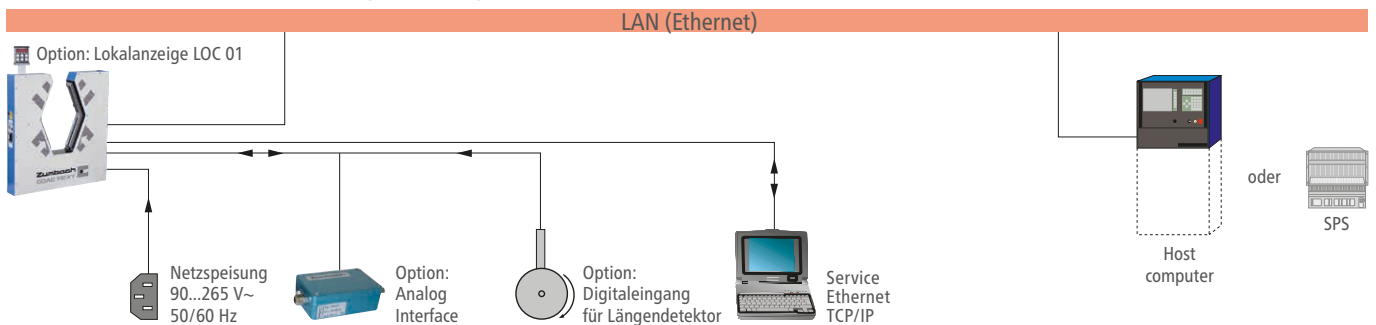 LAN (Ethernet)
Option: Lokalanzeige LOC 01
Zumbach
oder
SPS
Host
computer
Netzspeisung
90...265 V~
50/60 Hz
Option:
Analog
Interface
Option:
Digitaleingang
für Längendetektor
Service
Ethernet
TCP/IP